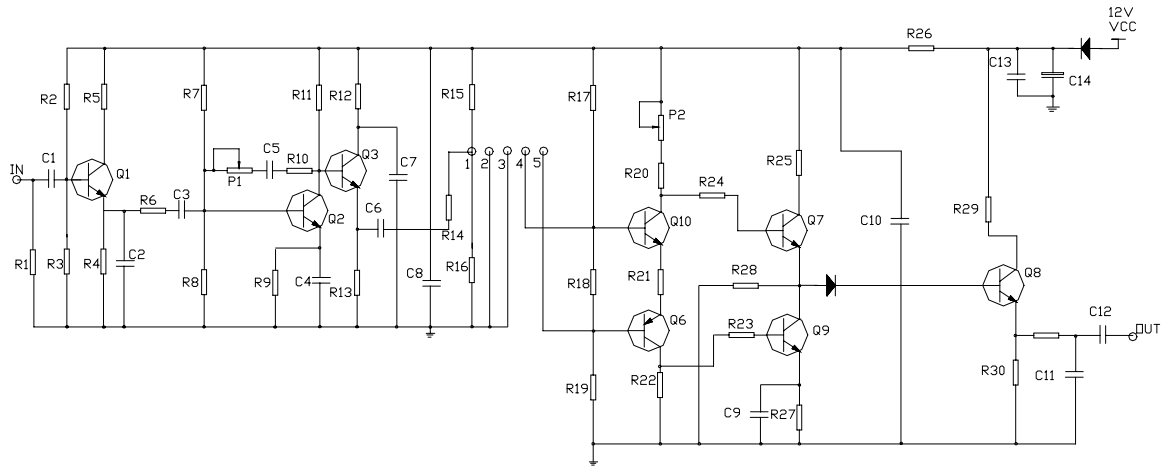 12V
VCC
R26
C13
C14
R2
R5
R7
R11
R12
R15
R17
P2
IN
C1
Q1
C5
R10
Q3
C7
1
2
3
4
5
R25
P1
R20
R24
R6
C3
Q2
C6
R14
Q10
Q7
C10
R29
R1
R3
R4
C2
R8
R9
C4
R13
C8
R16
R18
R21
R28
Q8
Q6
R23
Q9
C12
OUT
R19
R22
R30
C11
C9
R27